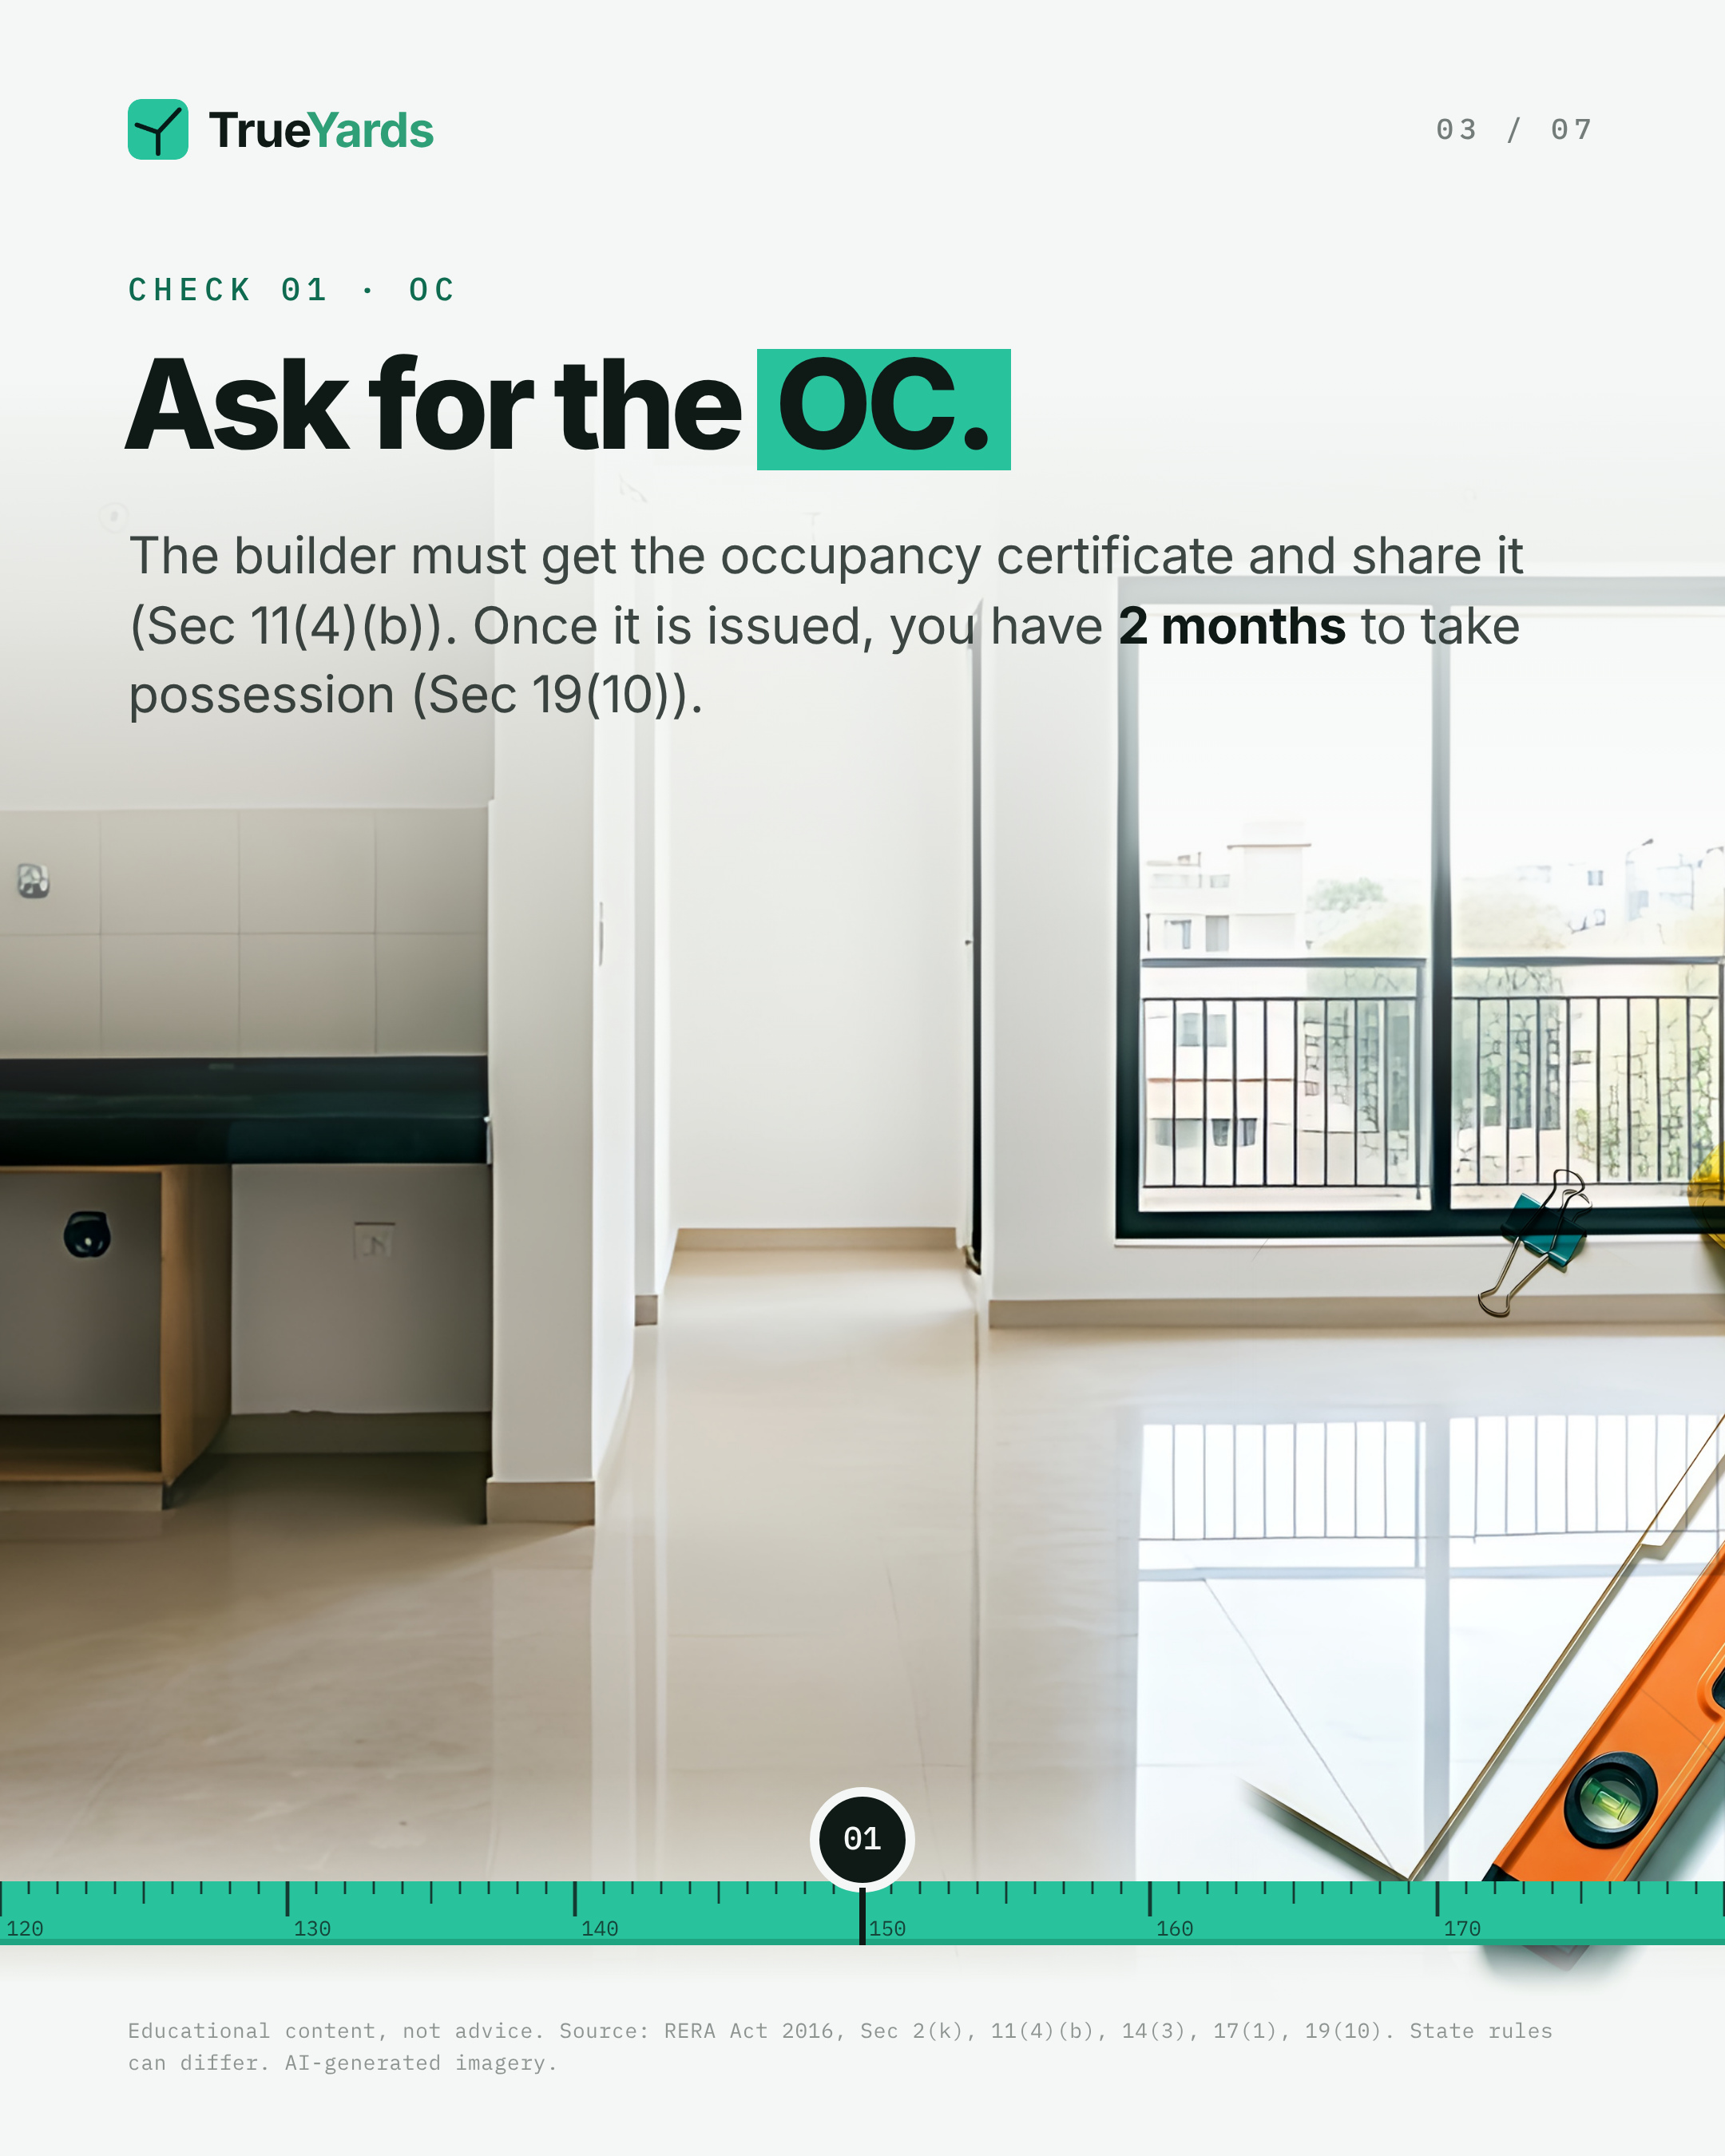 TrueYards
03 / 07
CHECK 01 · OC
Ask for the OC.
The builder must get the occupancy certificate and share it
(Sec 11(4)(b)). Once it is issued, you have 2 months to take
possession (Sec 19(10)).
01
120 130 140 150 160 170
Educational content, not advice. Source: RERA Act 2016, Sec 2(k), 11(4)(b), 14(3), 17(1), 19(10). State rules
can differ. AI-generated imagery.